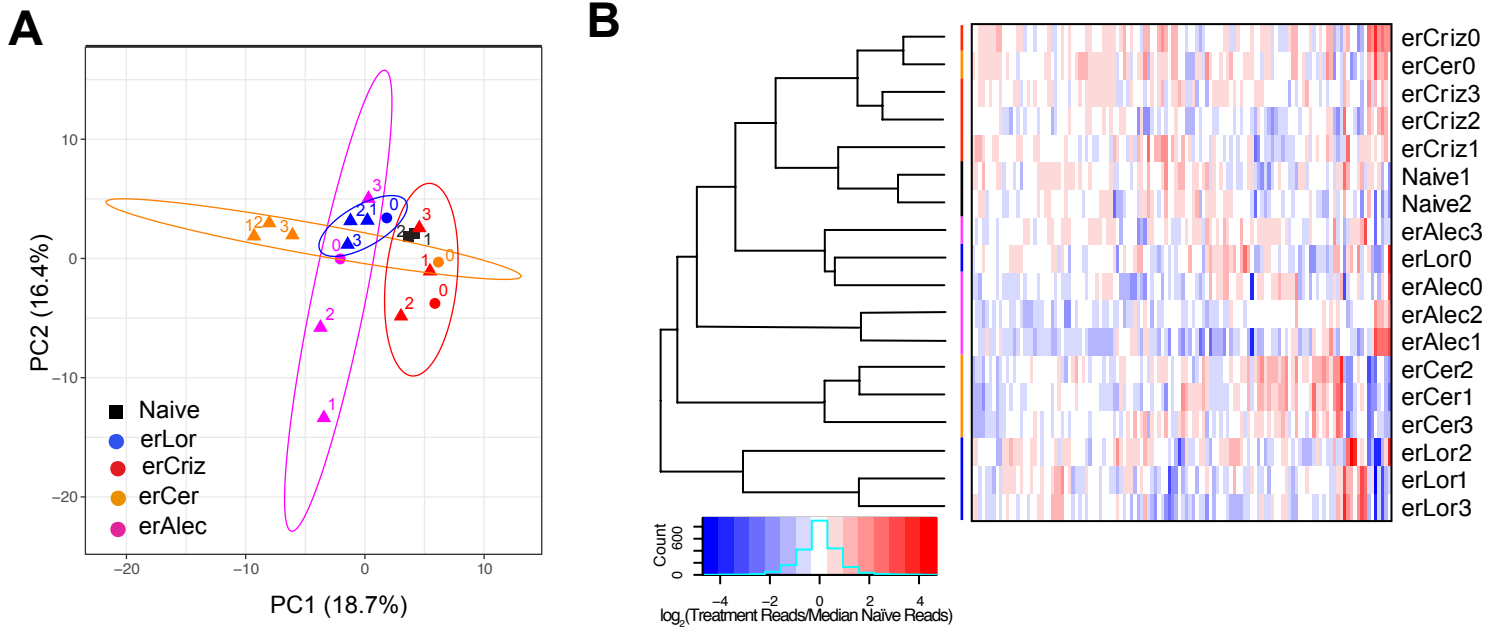 A
PC2 (16.4%)
10
0
−10
−20
3
2 1 0
1 2 3
0 3
2 1
3
1 0
0
2
2
1
Naive
erLor
erCriz
erCer
erAlec
−20 −10 0 10
PC1 (18.7%)
B
erCriz0
erCer0
erCriz3
erCriz2
erCriz1
Naive1
Naive2
erAlec3
erLor0
erAlec0
erAlec2
erAlec1
erCer2
erCer1
erCer3
erLor2
erLor1
erLor3
Count
0 600
−4 −2 0 2 4
log₂(Treatment Reads/Median Naïve Reads)